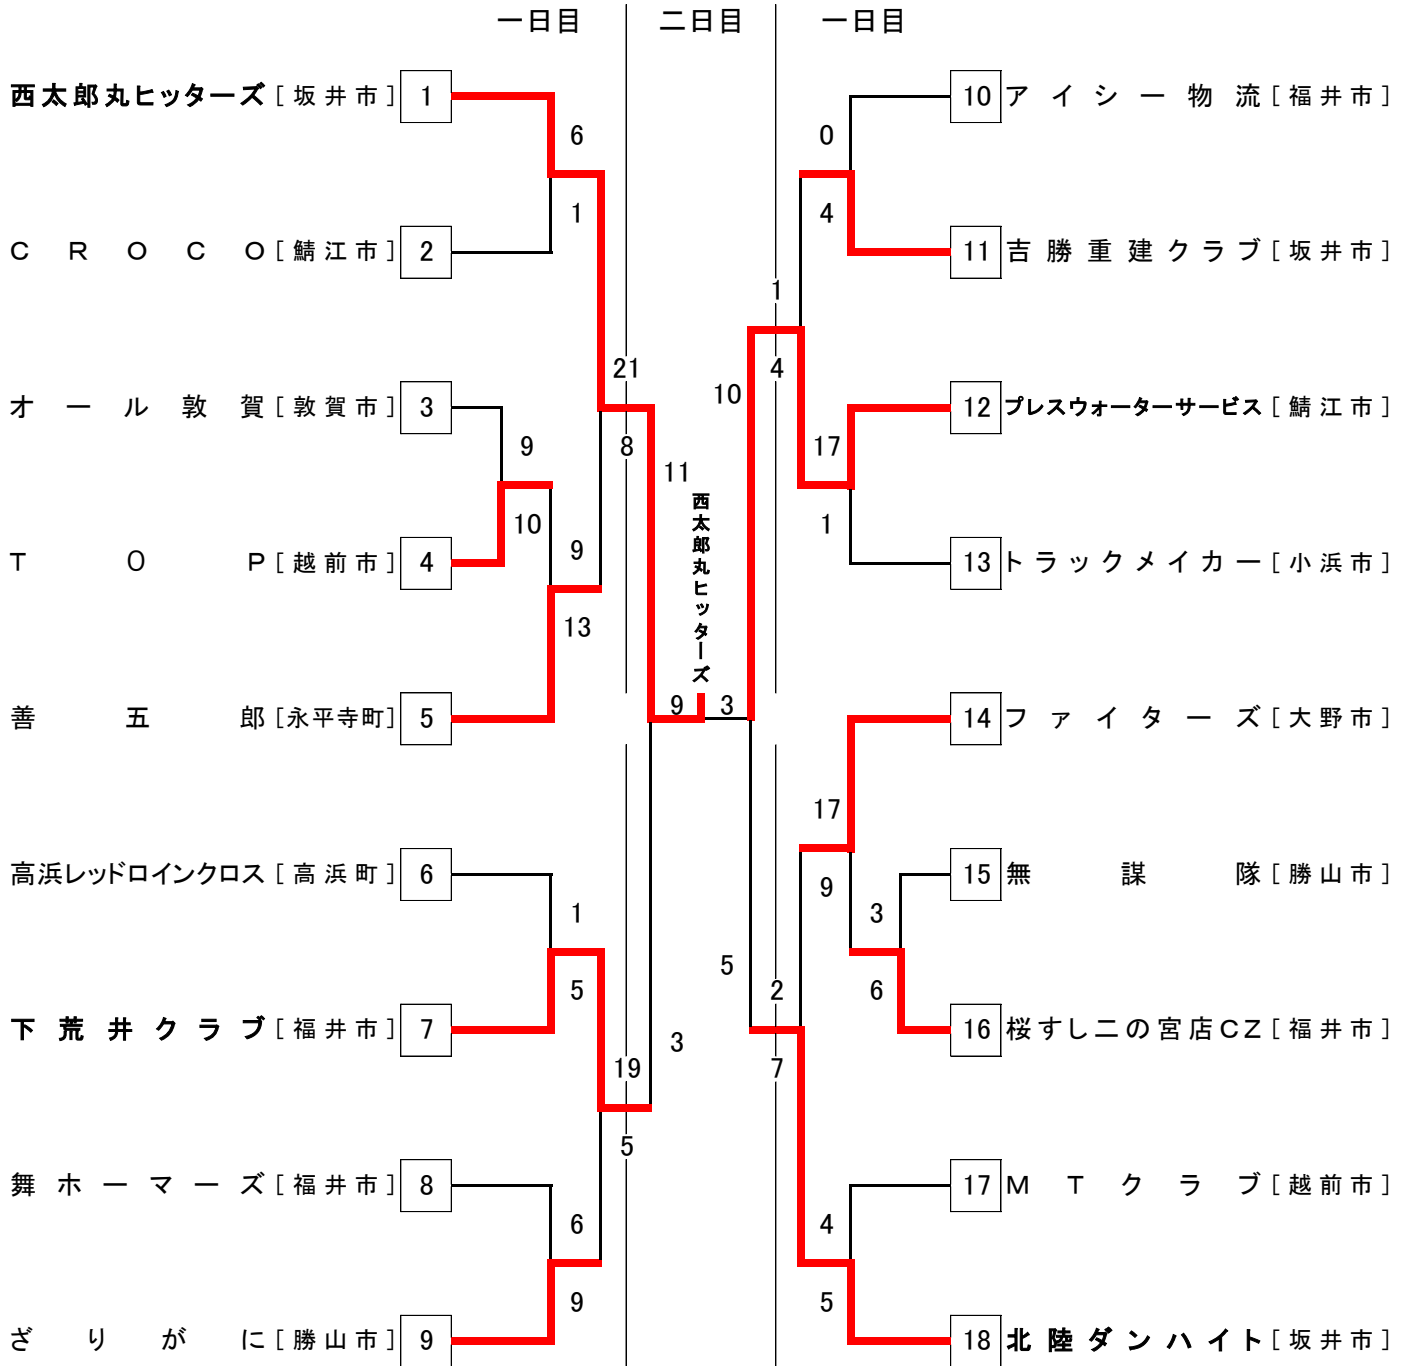 一日目 二日目 一日目
西太郎丸ヒッターズ [ 坂井市 ] 1
10 アイシー物流 [ 福井市 ]
6
0
1
4
CROCO [ 鯖江市 ] 2
11 吉勝重建クラブ [ 坂井市 ]
1
21
4
10
オール敦賀 [ 敦賀市 ] 3
12 プレスウォーターサービス [ 鯖江市 ]
9
8
17
11
西太郎丸ヒッターズ
10
1
9
TOP [ 越前市 ] 4
13 トラックメイカー [ 小浜市 ]
13
善五郎 [永平寺町] 5
9 3
14 ファイターズ [ 大野市 ]
17
高浜レッドロインクロス [ 高浜町 ] 6
9
15 無謀隊 [ 勝山市 ]
1
3
5
5
2
6
下荒井クラブ [ 福井市 ] 7
16 桜すし二の宮店CZ [ 福井市 ]
3
19
7
5
舞ホーマーズ [ 福井市 ] 8
17 MTクラブ [ 越前市 ]
6
4
9
5
ざりがに [ 勝山市 ] 9
18 北陸ダンハイト [ 坂井市 ]